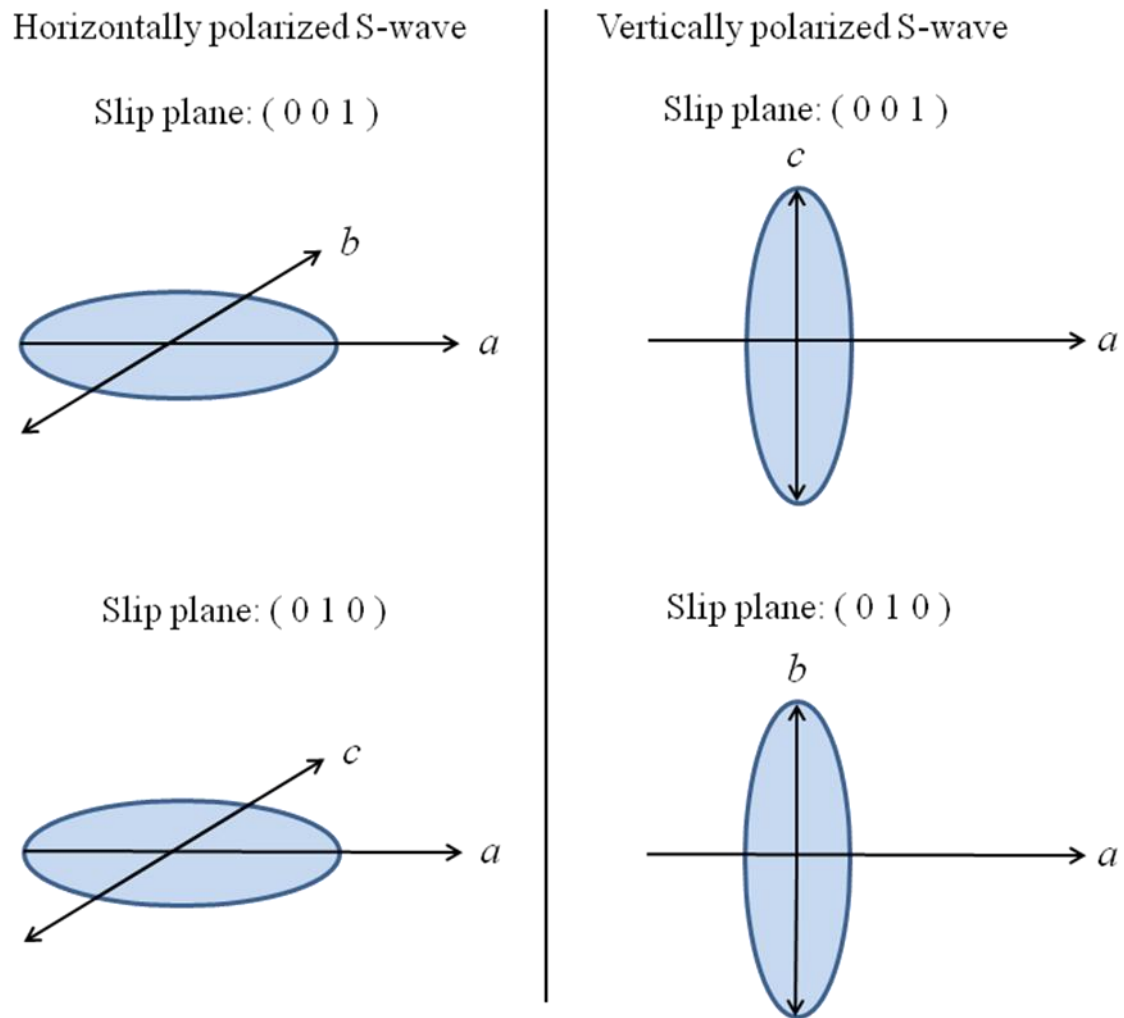 Horizontally polarized S-wave
Slip plane: ( 0 0 1 )
b
a
Slip plane: ( 0 1 0 )
c
a
Vertically polarized S-wave
Slip plane: ( 0 0 1 )
c
a
Slip plane: ( 0 1 0 )
b
a